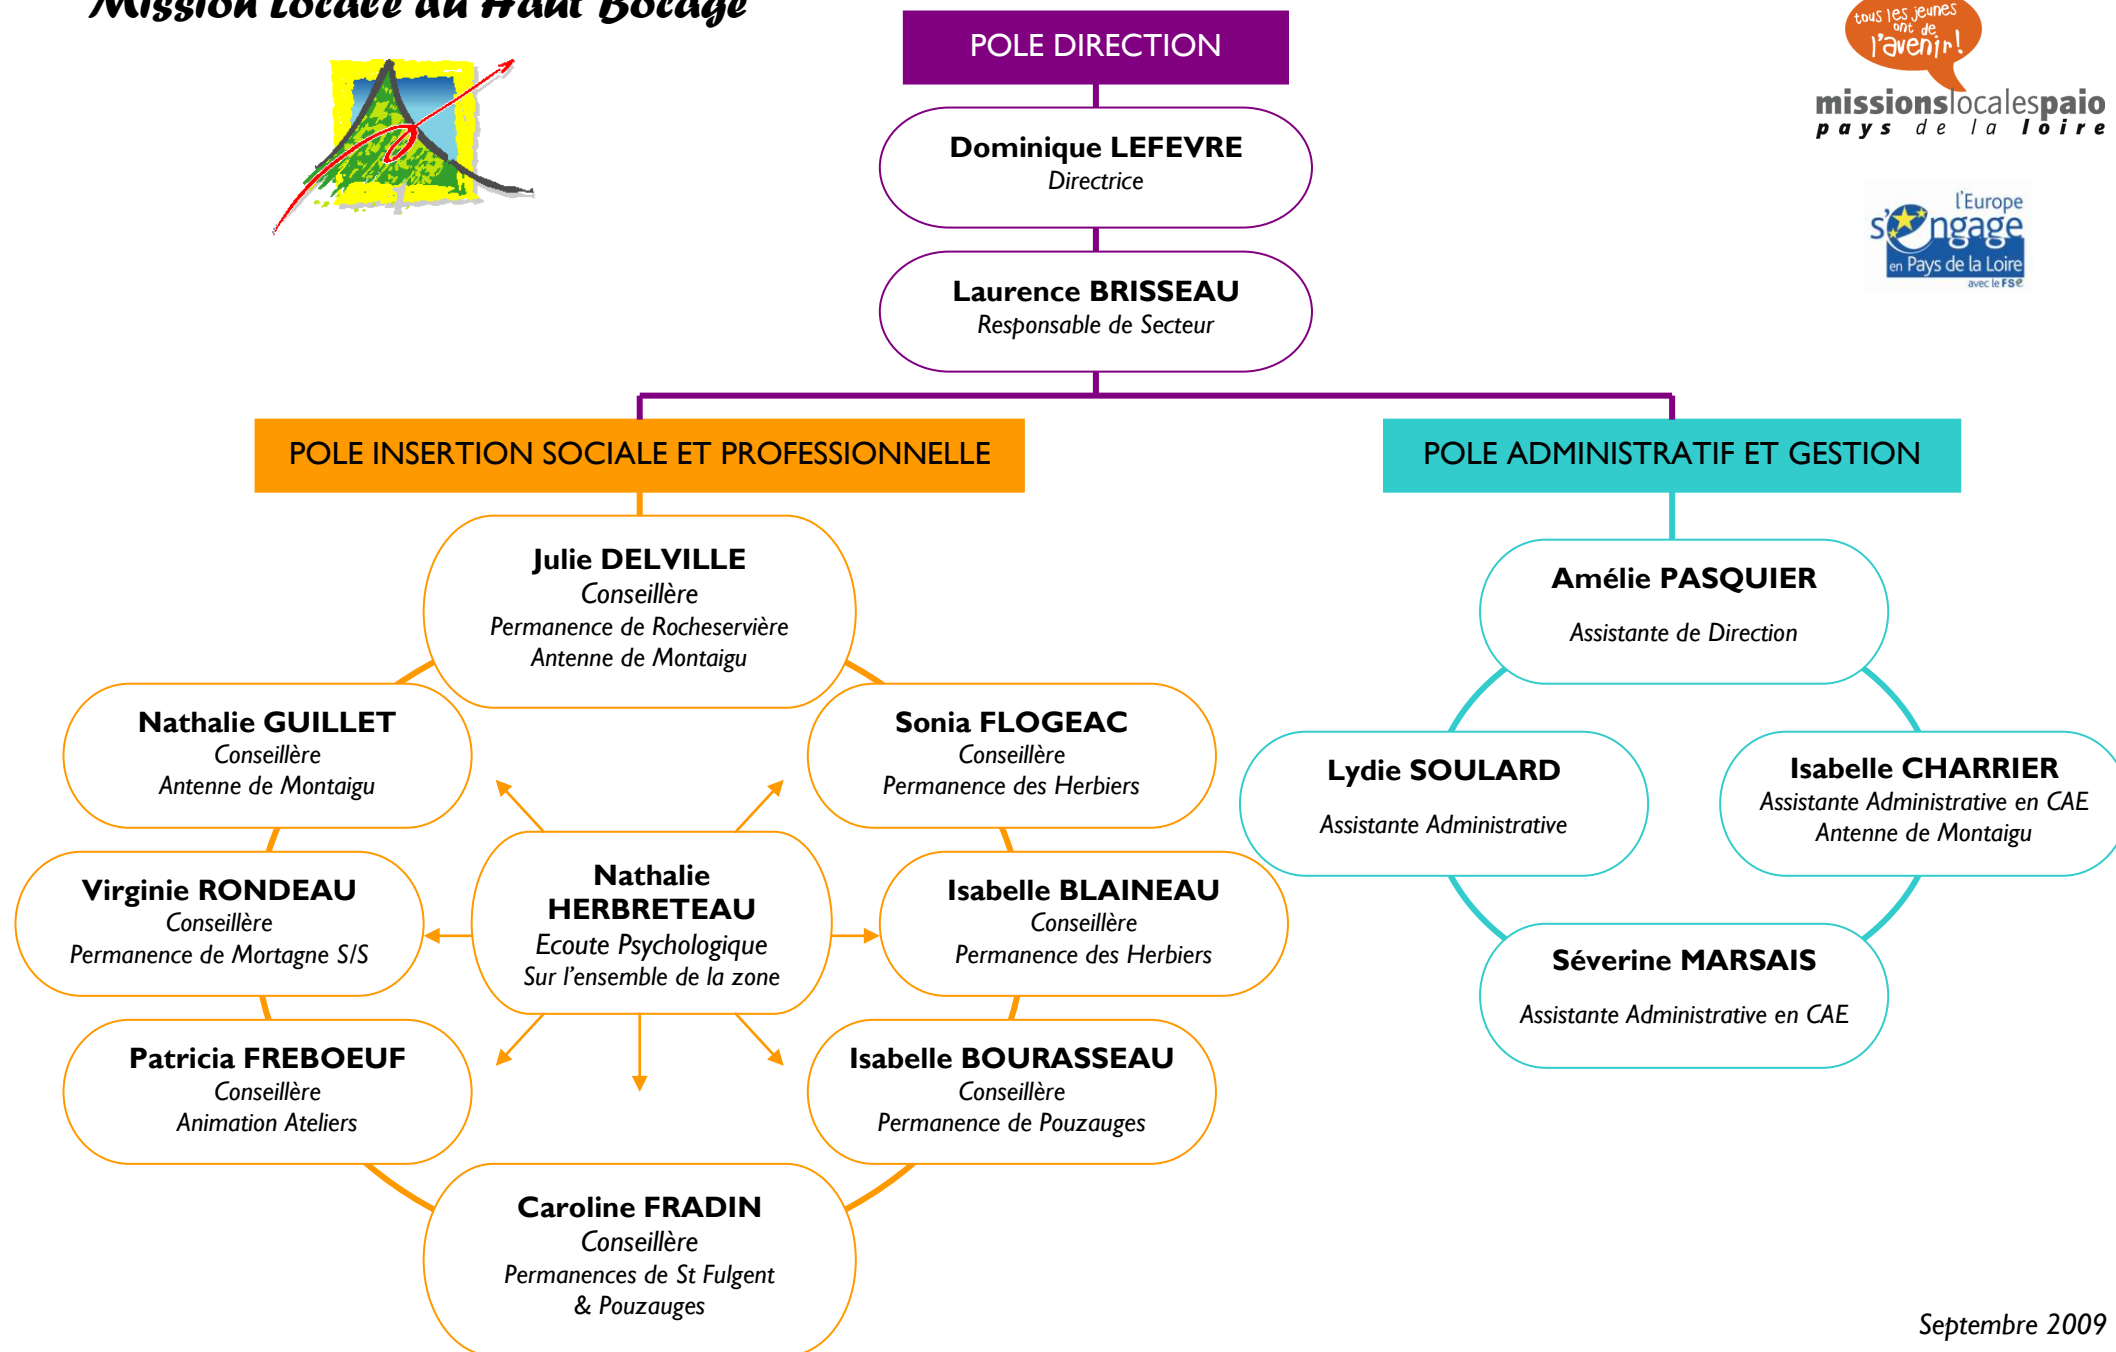 Mission Locale du Haut Bocage
POLE DIRECTION
tous les jeunes
ont de
l'avenir!
missionslocalespaio
pays de la loire
Dominique LEFEVRE
Directrice
l'Europe
s'engage
en Pays de la Loire
avec le FSe
Laurence BRISSEAU
Responsable de Secteur
POLE INSERTION SOCIALE ET PROFESSIONNELLE
POLE ADMINISTRATIF ET GESTION
Julie DELVILLE
Conseillère
Permanence de Rocheservière
Antenne de Montaigu
Nathalie GUILLET
Conseillère
Antenne de Montaigu
Sonia FLOGEAC
Conseillère
Permanence des Herbiers
Virginie RONDEAU
Conseillère
Permanence de Mortagne S/S
Nathalie
HERBRETEAU
Ecoute Psychologique
Sur l'ensemble de la zone
Isabelle BLAINEAU
Conseillère
Permanence des Herbiers
Patricia FREBOEUF
Conseillère
Animation Ateliers
Isabelle BOURASSEAU
Conseillère
Permanence de Pouzauges
Caroline FRADIN
Conseillère
Permanences de St Fulgent
& Pouzauges
Amélie PASQUIER
Assistante de Direction
Lydie SOULARD
Assistante Administrative
Isabelle CHARRIER
Assistante Administrative en CAE
Antenne de Montaigu
Séverine MARSAIS
Assistante Administrative en CAE
Septembre 2009